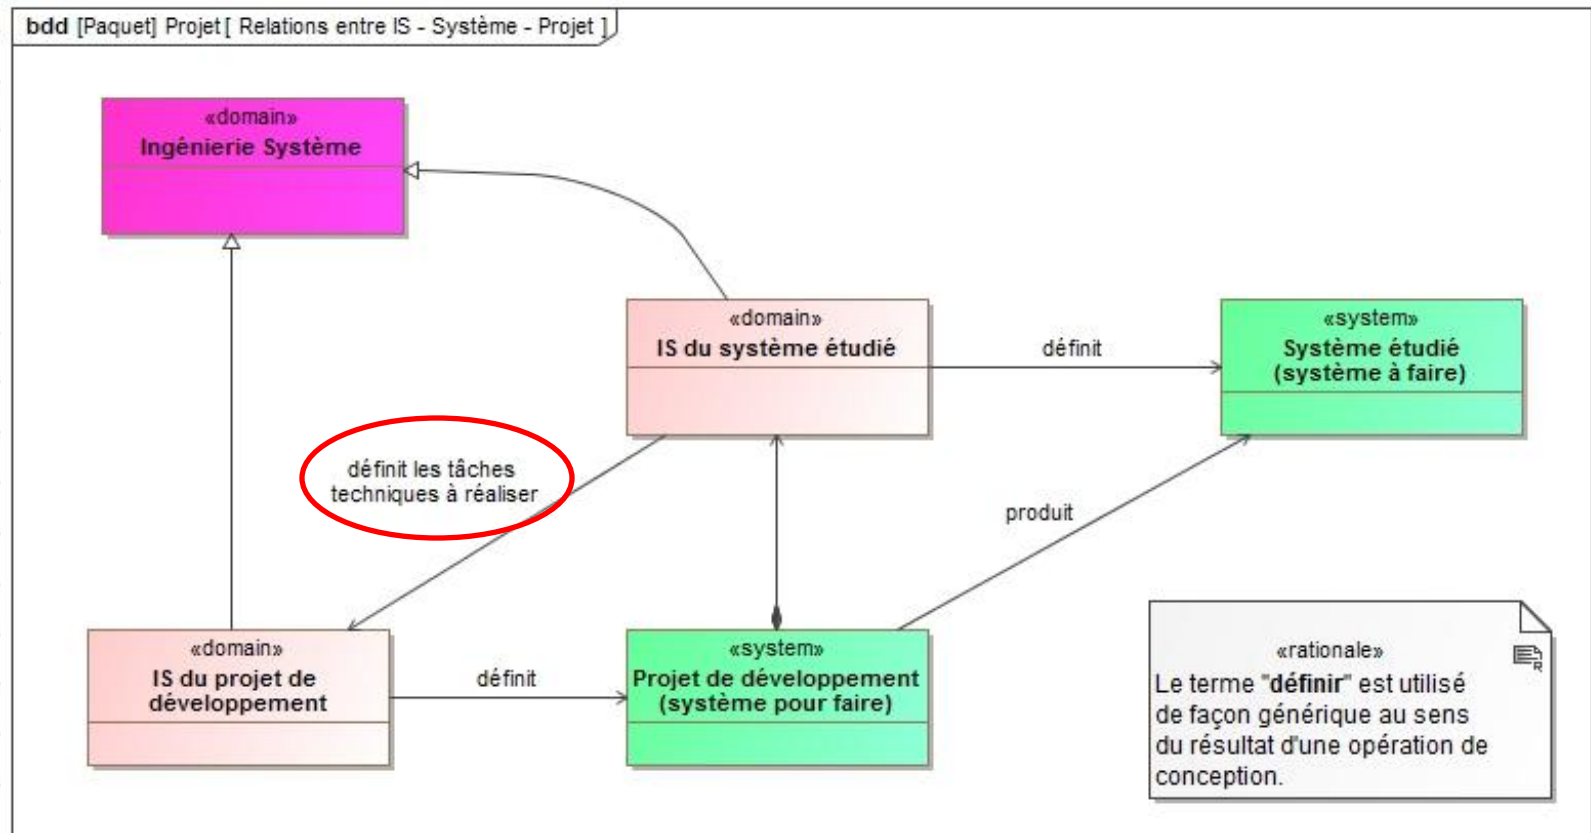 bdd [Paquet] Projet [ Relations entre IS - Système - Projet ]
«domain»
Ingénierie Système
«domain»
IS du système étudié
définit
«system»
Système étudié
(système à faire)
définit les tâches
techniques à réaliser
produit
«domain»
IS du projet de
développement
définit
«system»
Projet de développement
(système pour faire)
«rationale»
Le terme "définir" est utilisé
de façon générique au sens
du résultat d'une opération de
conception.
R